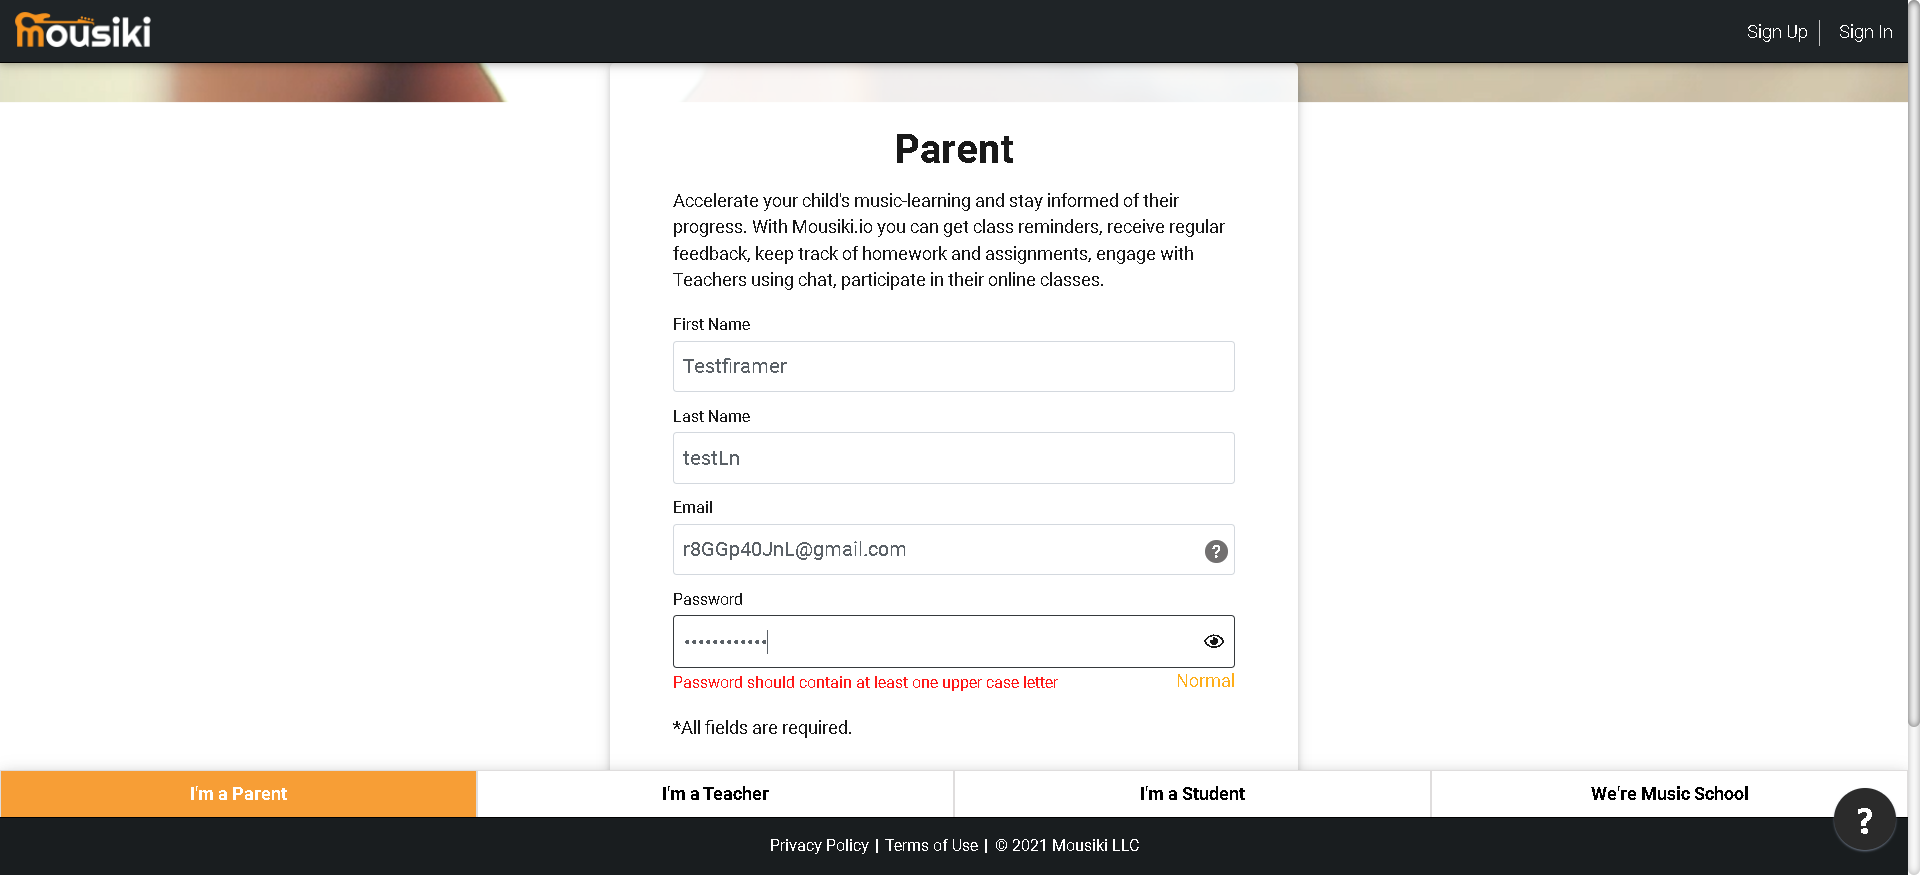 mousiki
Sign Up
Sign In
Parent
Accelerate your child's music-learning and stay informed of their
progress. With Mousiki.io you can get class reminders, receive regular
feedback, keep track of homework and assignments, engage with
Teachers using chat, participate in their online classes.
First Name
Testfiramer
Last Name
testLn
Email
r8GGp40JnL@gmail.com
?
Password
••••••••••••
Password should contain at least one upper case letter
Normal
*All fields are required.
I'm a Parent
I'm a Teacher
I'm a Student
We're Music School
?
Privacy Policy | Terms of Use | © 2021 Mousiki LLC